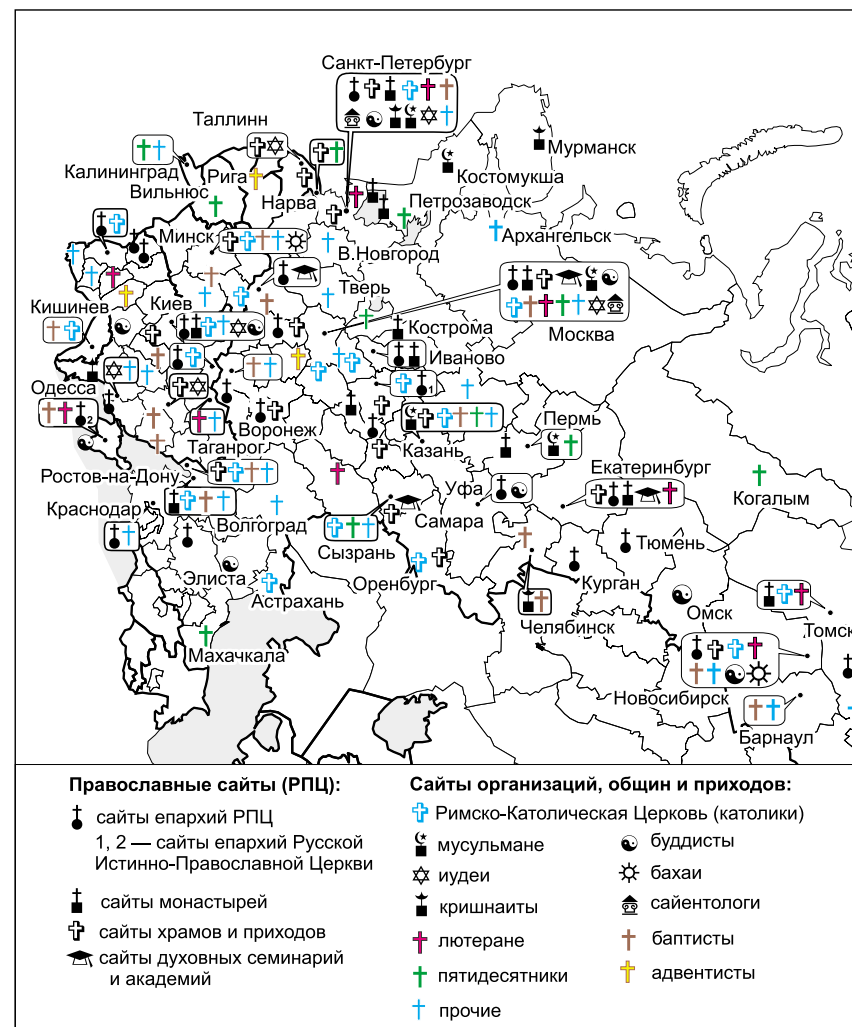 Санкт-Петербург
Таллинн
Мурманск
Калининград
Костомукша
Вильнюс
Рига
Нарва
Петрозаводск
Минск
В.Новгород
Архангельск
Тверь
Кишинев
Киев
Москва
Кострома
Иваново
1
Одесса
2
Воронеж
Казань
Пермь
Таганрог
Ростов-на-Дону
Уфа
Екатеринбург
Когалым
Краснодар
Волгоград
Самара
Сызрань
Тюмень
Элиста
Оренбург
Курган
Астрахань
Омск
Челябинск
Томск
Махачкала
Новосибирск
Барнаул
Православные сайты (РПЦ):
сайты епархий РПЦ
1, 2 — сайты епархий Русской
Истинно-Православной Церкви
сайты монастырей
сайты храмов и приходов
сайты духовных семинарий
и академий
Сайты организаций, общин и приходов:
Римско-Католическая Церковь (католики)
мусульмане
буддисты
иудеи
бахаи
кришнаиты
сайентологи
лютеране
баптисты
пятидесятники
адвентисты
прочие